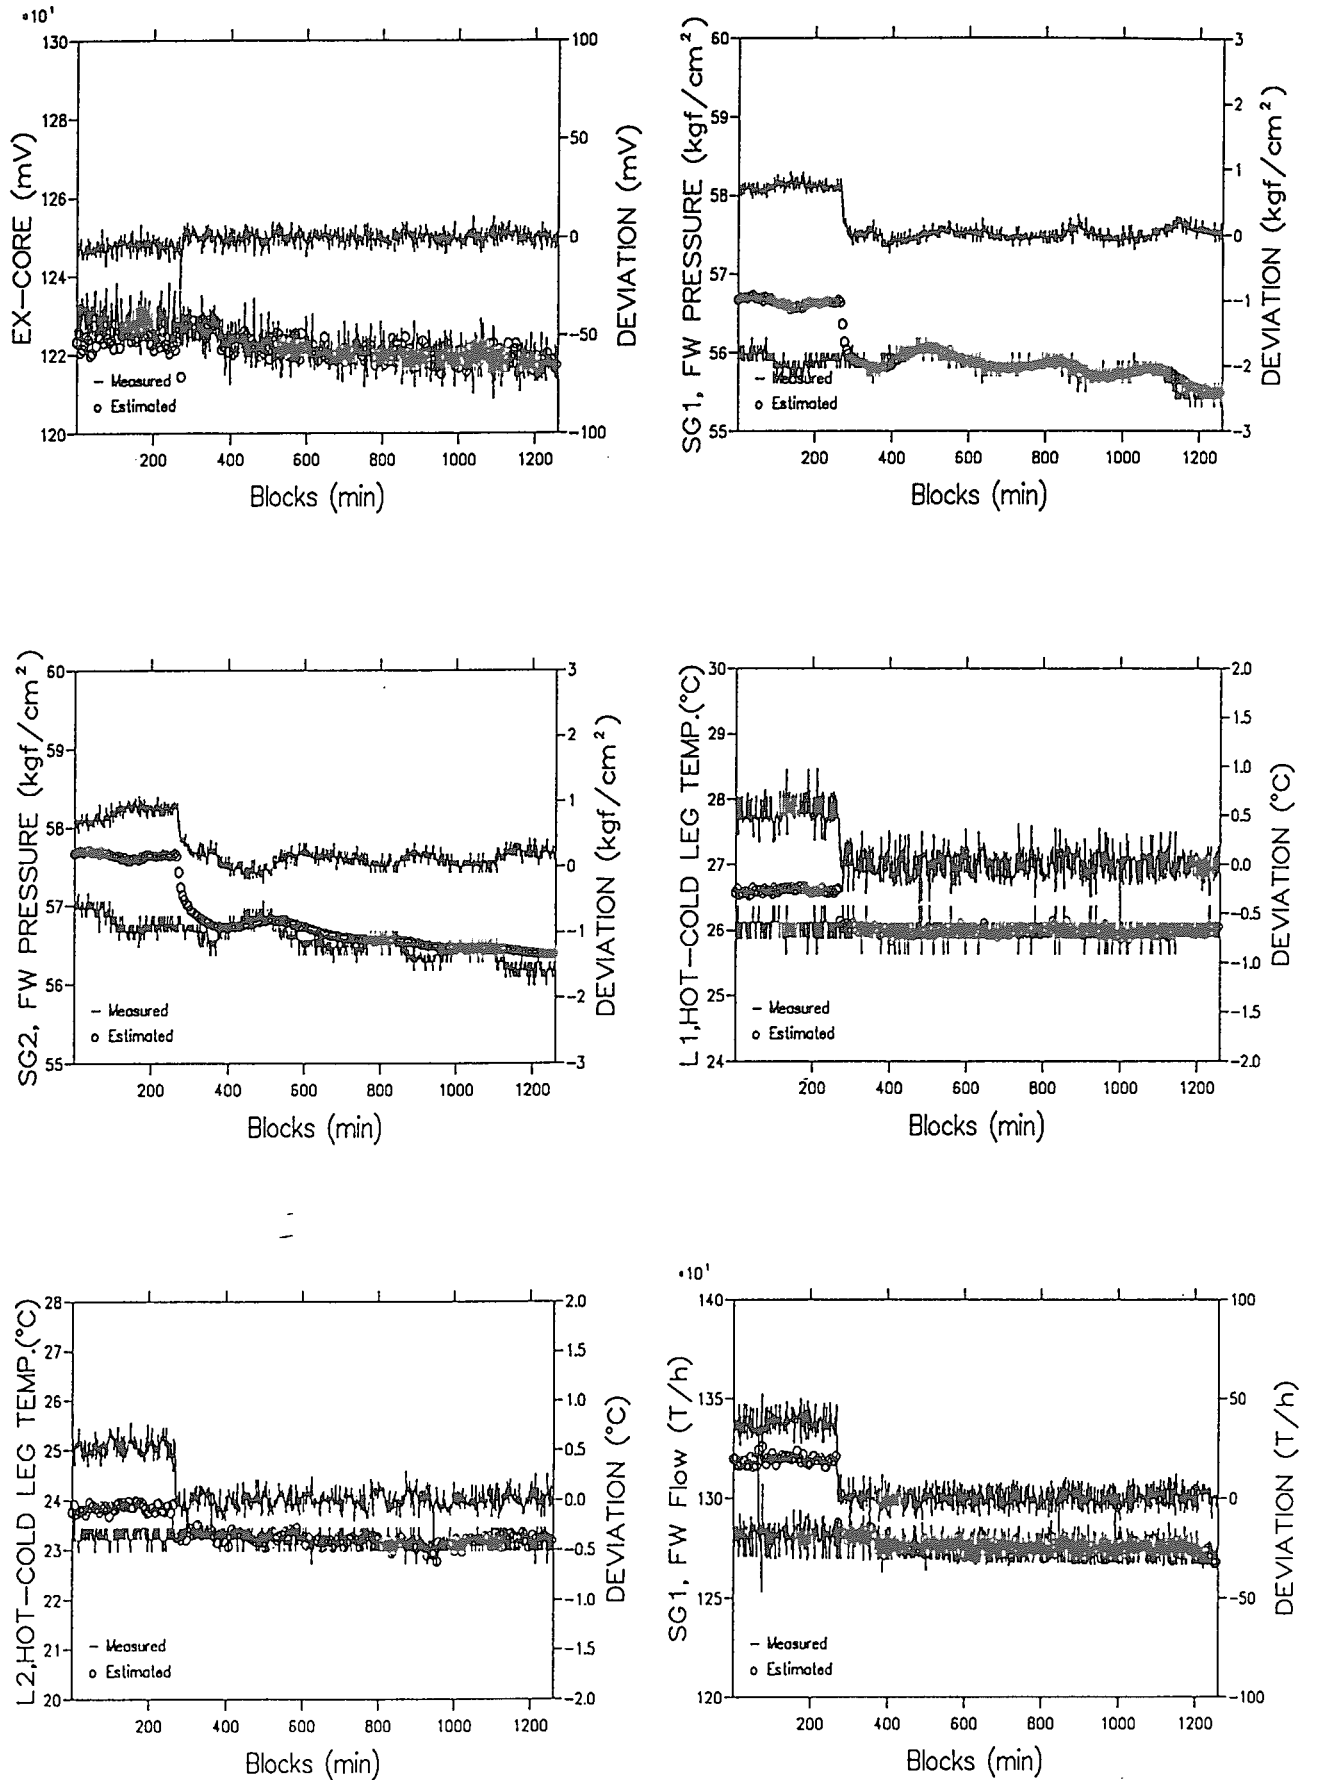 ×10¹
130
128
126
124
122
120
EX-CORE (mV)
100
50
0
-50
-100
DEVIATION (mV)
− Measured
o Estimated
200 400 600 800 1000 1200
Blocks (min)
60
59
58
57
56
55
SG1, FW PRESSURE (kgf/cm²)
3
2
1
0
-1
-2
-3
DEVIATION (kgf/cm²)
− Measured
o Estimated
200 400 600 800 1000 1200
Blocks (min)
60
59
58
57
56
55
SG2, FW PRESSURE (kgf/cm²)
3
2
1
0
-1
-2
-3
DEVIATION (kgf/cm²)
− Measured
o Estimated
200 400 600 800 1000 1200
Blocks (min)
30
29
28
27
26
25
24
L1,HOT-COLD LEG TEMP.(°C)
2.0
1.5
1.0
0.5
0.0
-0.5
-1.0
-1.5
-2.0
DEVIATION (°C)
− Measured
o Estimated
200 400 600 800 1000 1200
Blocks (min)
28
27
26
25
24
23
22
21
20
L2,HOT-COLD LEG TEMP.(°C)
2.0
1.5
1.0
0.5
0.0
-0.5
-1.0
-1.5
-2.0
DEVIATION (°C)
− Measured
o Estimated
200 400 600 800 1000 1200
Blocks (min)
×10¹
140
135
130
125
120
SG1, FW Flow (T/h)
100
50
0
-50
-100
DEVIATION (T/h)
− Measured
o Estimated
200 400 600 800 1000 1200
Blocks (min)